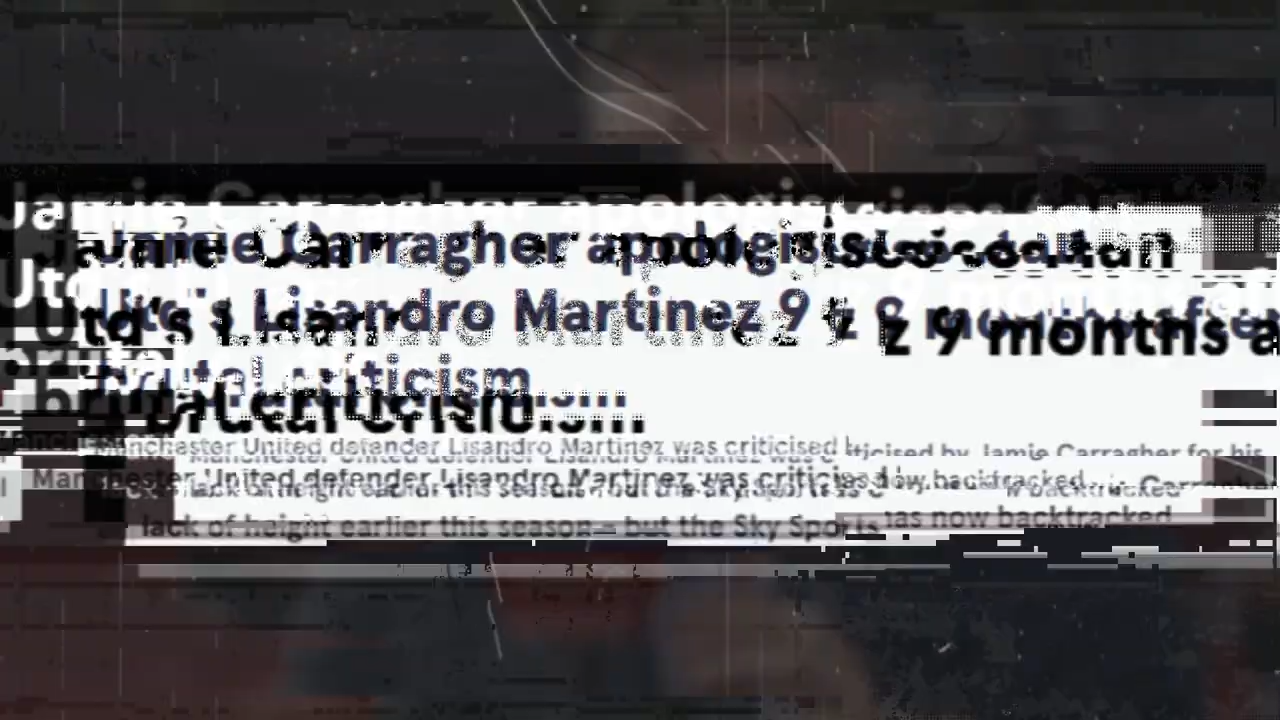 Jamie Carragher apologises to Man
Utd's Lisandro Martinez 9 months after
brutal criticism...
Manchester United defender Lisandro Martinez was criticised by Jamie Carragher for his
lack of height earlier this season – but the Sky Sports has now backtracked